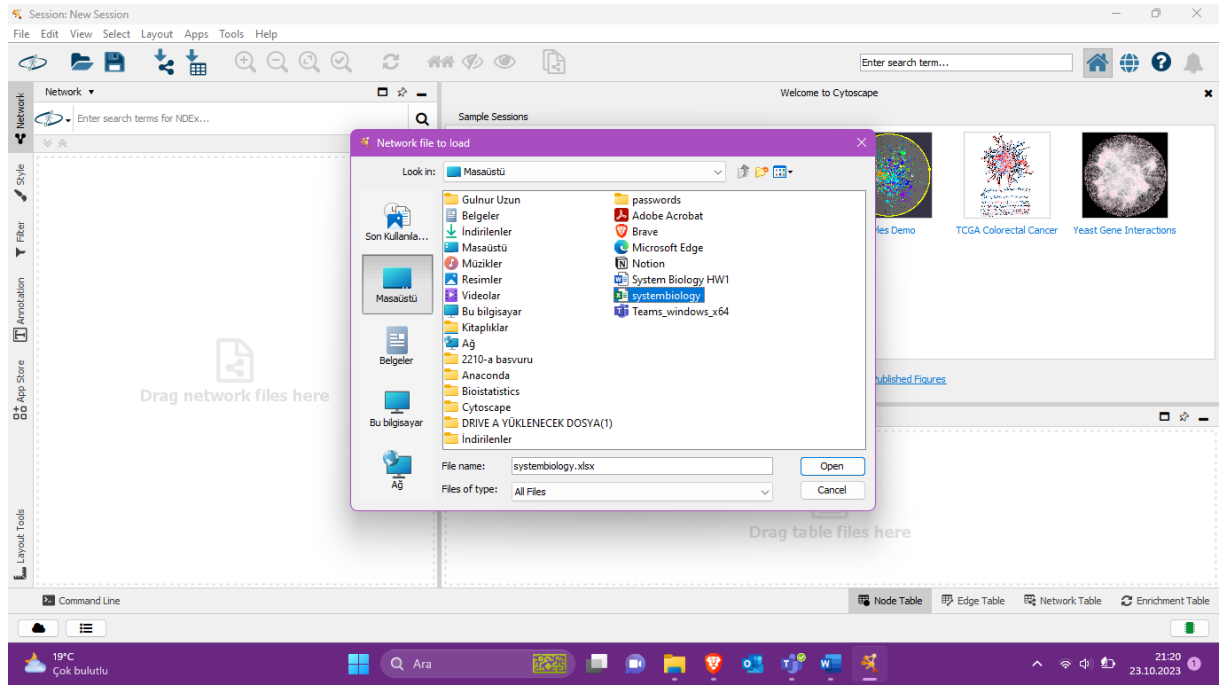 Session: New Session
File Edit View Select Layout Apps Tools Help
Enter search term...
Network
Welcome to Cytoscape
Enter search terms for NDEx...
Sample Sessions
Network
Style
Filter
Annotation
App Store
Layout Tools
Drag network files here
Network file to load
Look in: Masaüstü
Son Kullanıla...
Masaüstü
Belgeler
Bu bilgisayar
Ağ
Gulnur Uzun
Belgeler
İndirilenler
Masaüstü
Müzikler
Resimler
Videolar
Bu bilgisayar
Kitaplıklar
Ağ
2210-a basvuru
Anaconda
Bioistatistics
Cytoscape
DRIVE A YÜKLENECEK DOSYA(1)
İndirilenler
passwords
Adobe Acrobat
Brave
Microsoft Edge
Notion
System Biology HW1
systembiology
Teams_windows_x64
File name: systembiology.xlsx
Open
Files of type: All Files
Cancel
les Demo
TCGA Colorectal Cancer
Yeast Gene Interactions
Published Figures
Drag table files here
Command Line
Node Table
Edge Table
Network Table
Enrichment Table
19°C
Çok bulutlu
Ara
21:20
23.10.2023
1